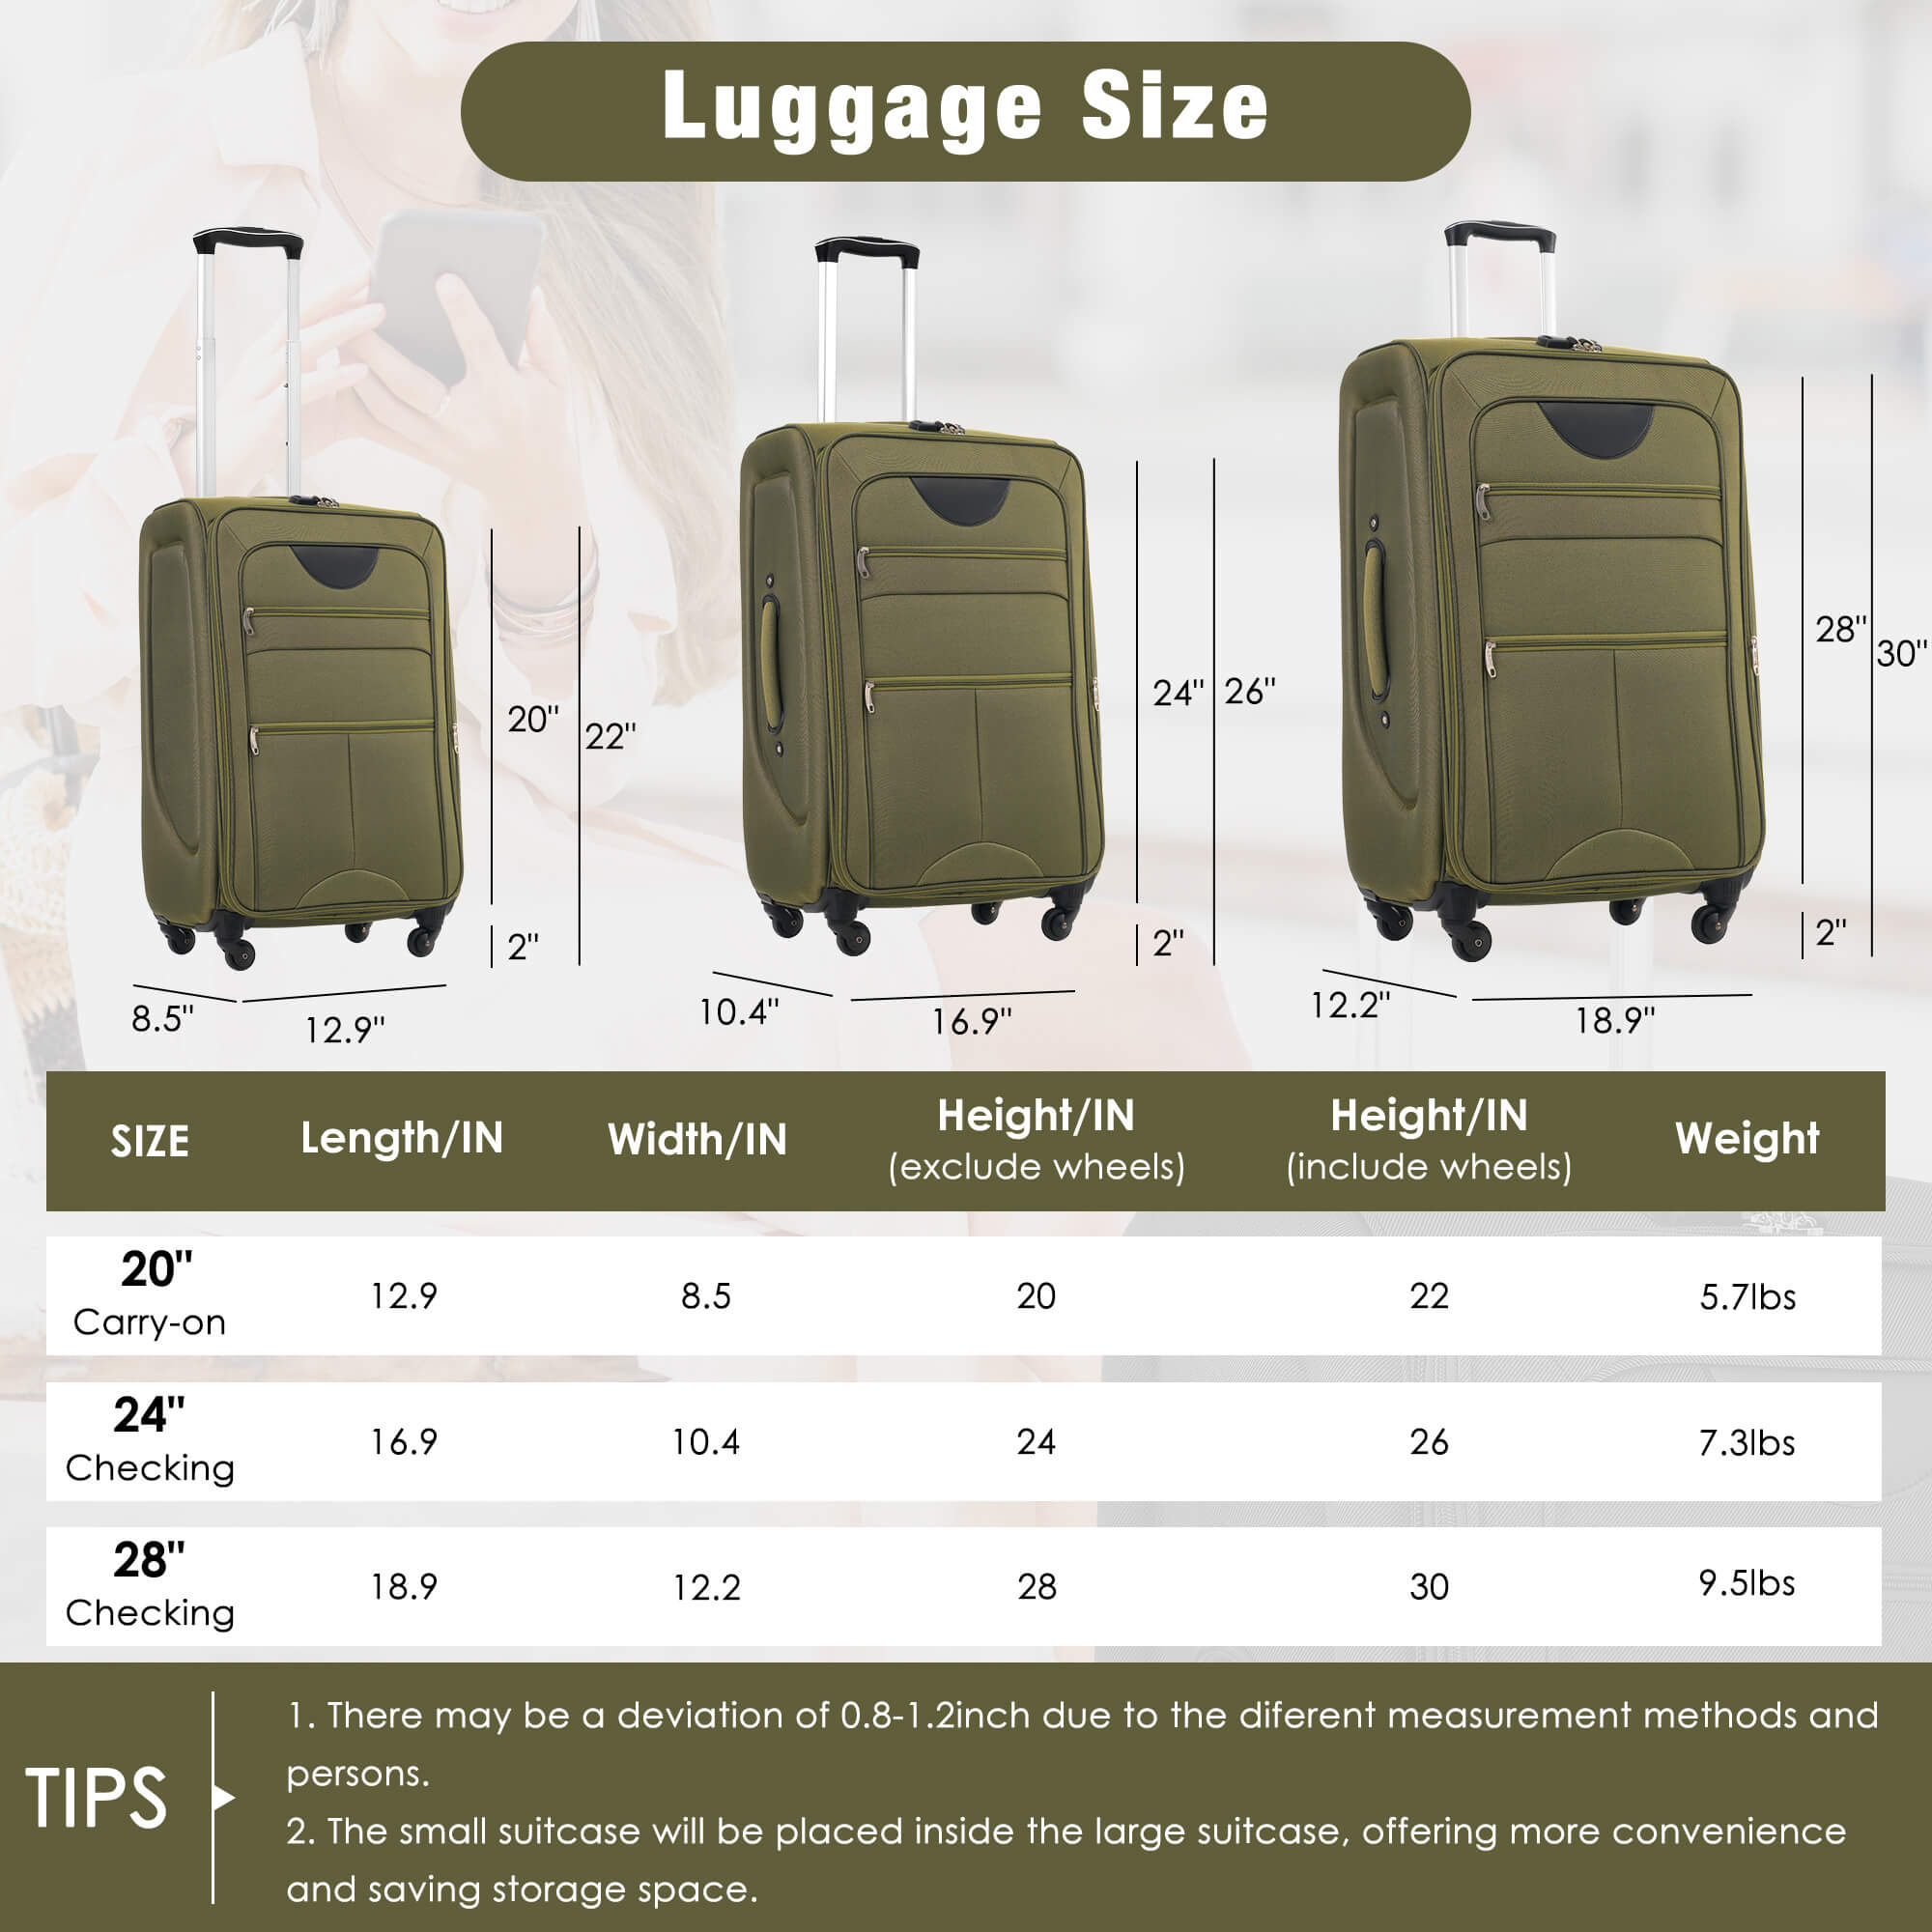 Luggage Size
20"
22"
2"
8.5"
12.9"
24"
26"
2"
10.4"
16.9"
28"
30"
2"
12.2"
18.9"
SIZE Length/IN Width/IN Height/IN (exclude wheels) Height/IN (include wheels) Weight
20" Carry-on 12.9 8.5 20 22 5.7lbs
24" Checking 16.9 10.4 24 26 7.3lbs
28" Checking 18.9 12.2 28 30 9.5lbs
TIPS
1. There may be a deviation of 0.8-1.2inch due to the diferent measurement methods and
persons.
2. The small suitcase will be placed inside the large suitcase, offering more convenience
and saving storage space.